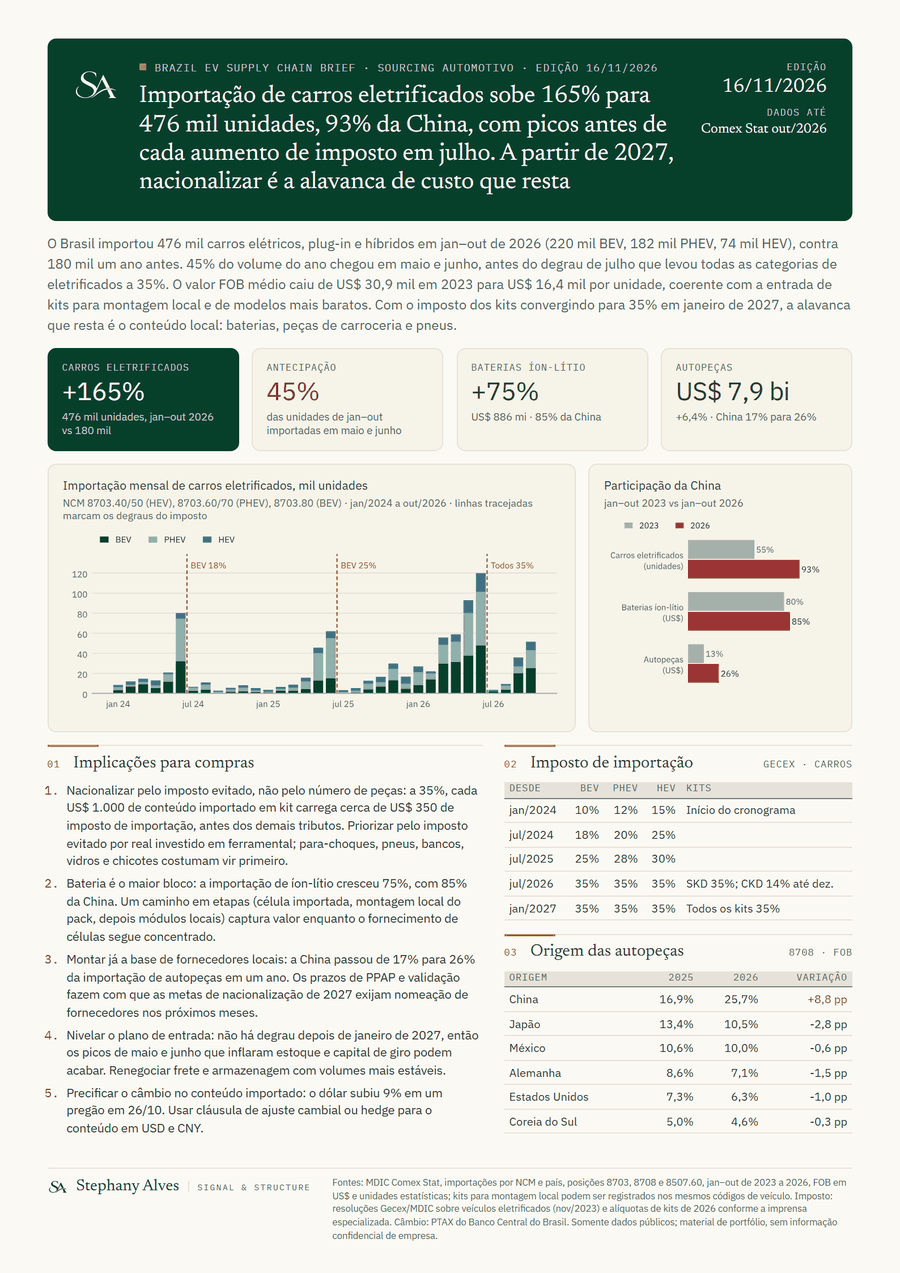 SA
BRAZIL EV SUPPLY CHAIN BRIEF · SOURCING AUTOMOTIVO · EDIÇÃO 16/11/2026
Importação de carros eletrificados sobe 165% para
476 mil unidades, 93% da China, com picos antes de
cada aumento de imposto em julho. A partir de 2027,
nacionalizar é a alavanca de custo que resta
EDIÇÃO
16/11/2026
DADOS ATÉ
Comex Stat out/2026
O Brasil importou 476 mil carros elétricos, plug-in e híbridos em jan–out de 2026 (220 mil BEV, 182 mil PHEV, 74 mil HEV), contra
180 mil um ano antes. 45% do volume do ano chegou em maio e junho, antes do degrau de julho que levou todas as categorias de
eletrificados a 35%. O valor FOB médio caiu de US$ 30,9 mil em 2023 para US$ 16,4 mil por unidade, coerente com a entrada de
kits para montagem local e de modelos mais baratos. Com o imposto dos kits convergindo para 35% em janeiro de 2027, a alavanca
que resta é o conteúdo local: baterias, peças de carroceria e pneus.
CARROS ELETRIFICADOS
+165%
476 mil unidades, jan–out 2026
vs 180 mil
ANTECIPAÇÃO
45%
das unidades de jan–out
importadas em maio e junho
BATERIAS ÍON-LÍTIO
+75%
US$ 886 mi · 85% da China
AUTOPEÇAS
US$ 7,9 bi
+6,4% · China 17% para 26%
Importação mensal de carros eletrificados, mil unidades
NCM 8703.40/50 (HEV), 8703.60/70 (PHEV), 8703.80 (BEV) · jan/2024 a out/2026 · linhas tracejadas
marcam os degraus do imposto
BEV PHEV HEV
BEV 18% BEV 25% Todos 35%
120
100
80
60
40
20
0
jan 24 jul 24 jan 25 jul 25 jan 26 jul 26
Participação da China
jan–out 2023 vs jan–out 2026
2023 2026
Carros eletrificados
(unidades)
55%
93%
Baterias íon-lítio
(US$)
80%
85%
Autopeças
(US$)
13%
26%
01 Implicações para compras
1. Nacionalizar pelo imposto evitado, não pelo número de peças: a 35%, cada
US$ 1.000 de conteúdo importado em kit carrega cerca de US$ 350 de
imposto de importação, antes dos demais tributos. Priorizar pelo imposto
evitado por real investido em ferramental; para-choques, pneus, bancos,
vidros e chicotes costumam vir primeiro.
2. Bateria é o maior bloco: a importação de íon-lítio cresceu 75%, com 85%
da China. Um caminho em etapas (célula importada, montagem local do
pack, depois módulos locais) captura valor enquanto o fornecimento de
células segue concentrado.
3. Montar já a base de fornecedores locais: a China passou de 17% para 26%
da importação de autopeças em um ano. Os prazos de PPAP e validação
fazem com que as metas de nacionalização de 2027 exijam nomeação de
fornecedores nos próximos meses.
4. Nivelar o plano de entrada: não há degrau depois de janeiro de 2027, então
os picos de maio e junho que inflaram estoque e capital de giro podem
acabar. Renegociar frete e armazenagem com volumes mais estáveis.
5. Precificar o câmbio no conteúdo importado: o dólar subiu 9% em um
pregão em 26/10. Usar cláusula de ajuste cambial ou hedge para o
conteúdo em USD e CNY.
02 Imposto de importação GECEX · CARROS
DESDE BEV PHEV HEV KITS
jan/2024 10% 12% 15% Início do cronograma
jul/2024 18% 20% 25%
jul/2025 25% 28% 30%
jul/2026 35% 35% 35% SKD 35%; CKD 14% até dez.
jan/2027 35% 35% 35% Todos os kits 35%
03 Origem das autopeças 8708 · FOB
ORIGEM 2025 2026 VARIAÇÃO
China 16,9% 25,7% +8,8 pp
Japão 13,4% 10,5% -2,8 pp
México 10,6% 10,0% -0,6 pp
Alemanha 8,6% 7,1% -1,5 pp
Estados Unidos 7,3% 6,3% -1,0 pp
Coreia do Sul 5,0% 4,6% -0,3 pp
SA Stephany Alves SIGNAL & STRUCTURE
Fontes: MDIC Comex Stat, importações por NCM e país, posições 8703, 8708 e 8507.60, jan–out de 2023 a 2026, FOB em
US$ e unidades estatísticas; kits para montagem local podem ser registrados nos mesmos códigos de veículo. Imposto:
resoluções Gecex/MDIC sobre veículos eletrificados (nov/2023) e alíquotas de kits de 2026 conforme a imprensa
especializada. Câmbio: PTAX do Banco Central do Brasil. Somente dados públicos; material de portfólio, sem informação
confidencial de empresa.